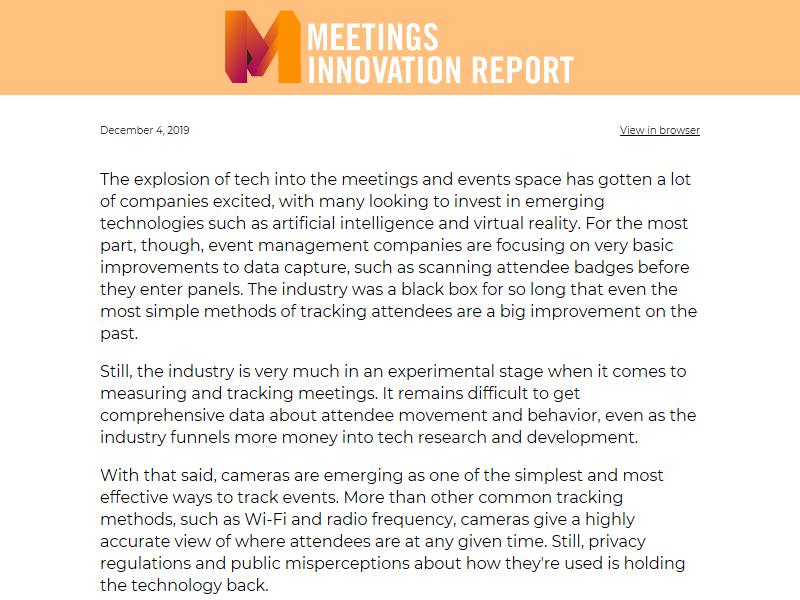 MEETINGS
INNOVATION REPORT
December 4, 2019
View in browser
The explosion of tech into the meetings and events space has gotten a lot
of companies excited, with many looking to invest in emerging
technologies such as artificial intelligence and virtual reality. For the most
part, though, event management companies are focusing on very basic
improvements to data capture, such as scanning attendee badges before
they enter panels. The industry was a black box for so long that even the
most simple methods of tracking attendees are a big improvement on the
past.
Still, the industry is very much in an experimental stage when it comes to
measuring and tracking meetings. It remains difficult to get
comprehensive data about attendee movement and behavior, even as the
industry funnels more money into tech research and development.
With that said, cameras are emerging as one of the simplest and most
effective ways to track events. More than other common tracking
methods, such as Wi-Fi and radio frequency, cameras give a highly
accurate view of where attendees are at any given time. Still, privacy
regulations and public misperceptions about how they're used is holding
the technology back.